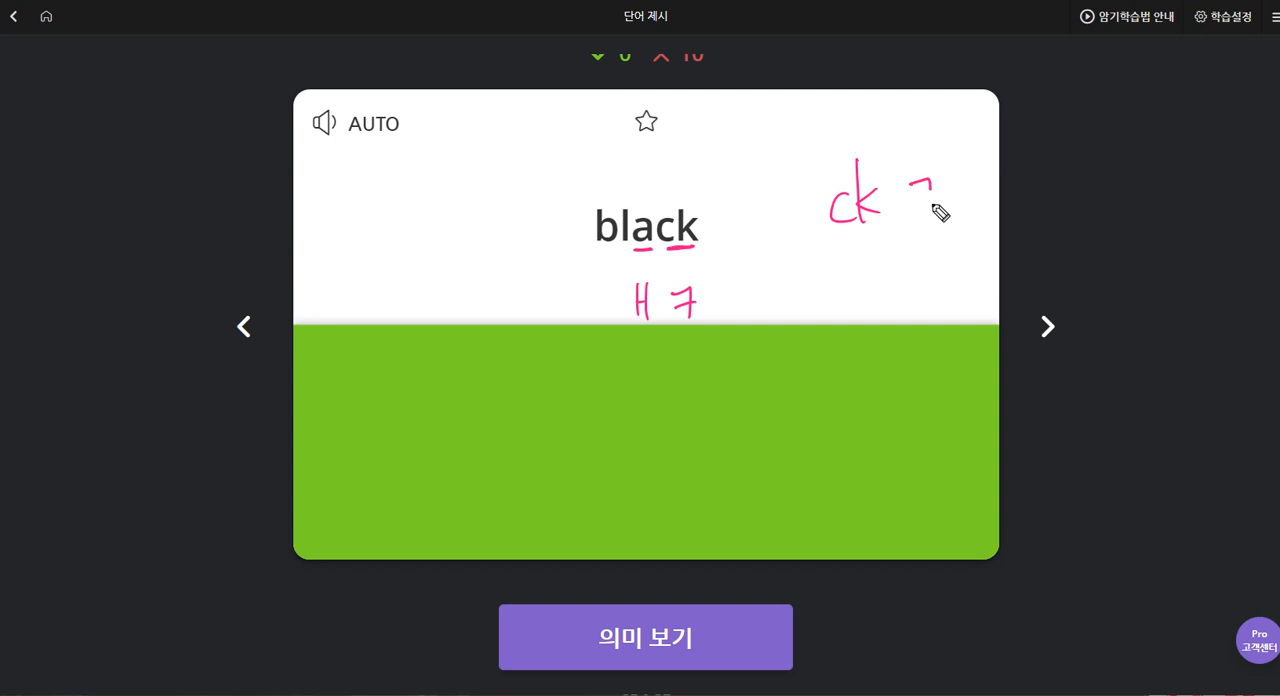 단어 제시
암기학습법 안내 학습설정
AUTO
ck ㄱ
black
ㅐ ㅋ
의미 보기
Pro
고객센터